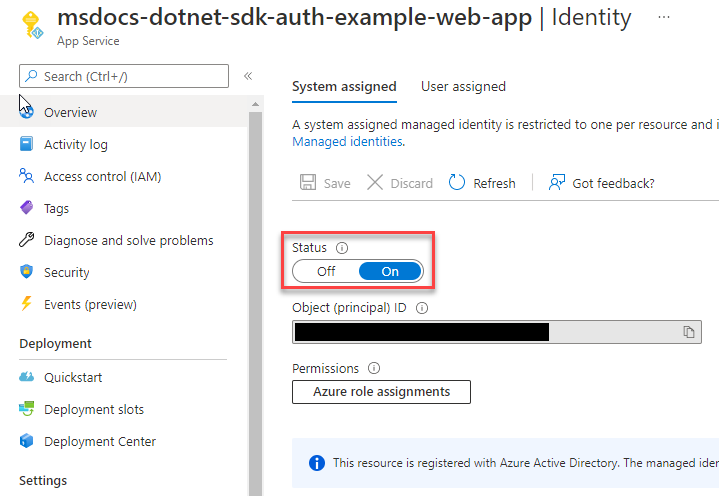 msdocs-dotnet-sdk-auth-example-web-app | Identity ...
App Service
Search (Ctrl+/)
«
Overview
Activity log
Access control (IAM)
Tags
Diagnose and solve problems
Security
Events (preview)
Deployment
Quickstart
Deployment slots
Deployment Center
Settings
System assigned User assigned
A system assigned managed identity is restricted to one per resource and i
Managed identities.
Save Discard Refresh Got feedback?
Status
Off On
Object (principal) ID
Permissions
Azure role assignments
This resource is registered with Azure Active Directory. The managed iden